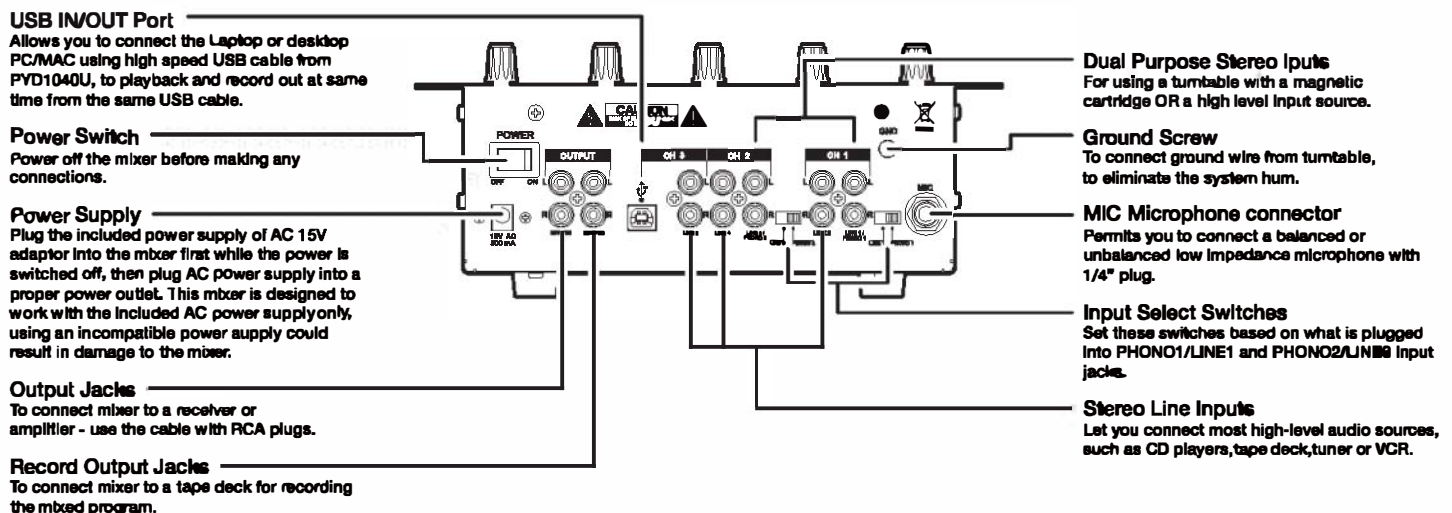 USB IN/OUT Port
Allows you to connect the Laptop or desktop
PC/MAC using high speed USB cable from
PYD1040U, to playback and record out at same
time from the same USB cable.
Power Switch
Power off the mixer before making any
connections.
Power Supply
Plug the included power supply of AC 15V
adaptor into the mixer first while the power is
switched off, then plug AC power supply into a
proper power outlet. This mixer is designed to
work with the included AC power supply only,
using an incompatible power supply could
result in damage to the mixer.
Output Jacks
To connect mixer to a receiver or
amplifier - use the cable with RCA plugs.
Record Output Jacks
To connect mixer to a tape deck for recording
the mixed program.
CAUTION
POWER
OFF ON
15V AC
OUTPUT
CH 3
CH 2
CH 1
GND
MIC
L
L
L
L
R
R
R
R
Dual Purpose Stereo Iputs
For using a turntable with a magnetic
cartridge OR a high level input source.
Ground Screw
To connect ground wire from turntable,
to eliminate the system hum.
MIC Microphone connector
Permits you to connect a balanced or
unbalanced low impedance microphone with
1/4" plug.
Input Select Switches
Set these switches based on what is plugged
into PHONO1/LINE1 and input
jacks.
Stereo Line Inputs
Let you connect most high-level audio sources,
such as CD players,tape deck,tuner or VCR.